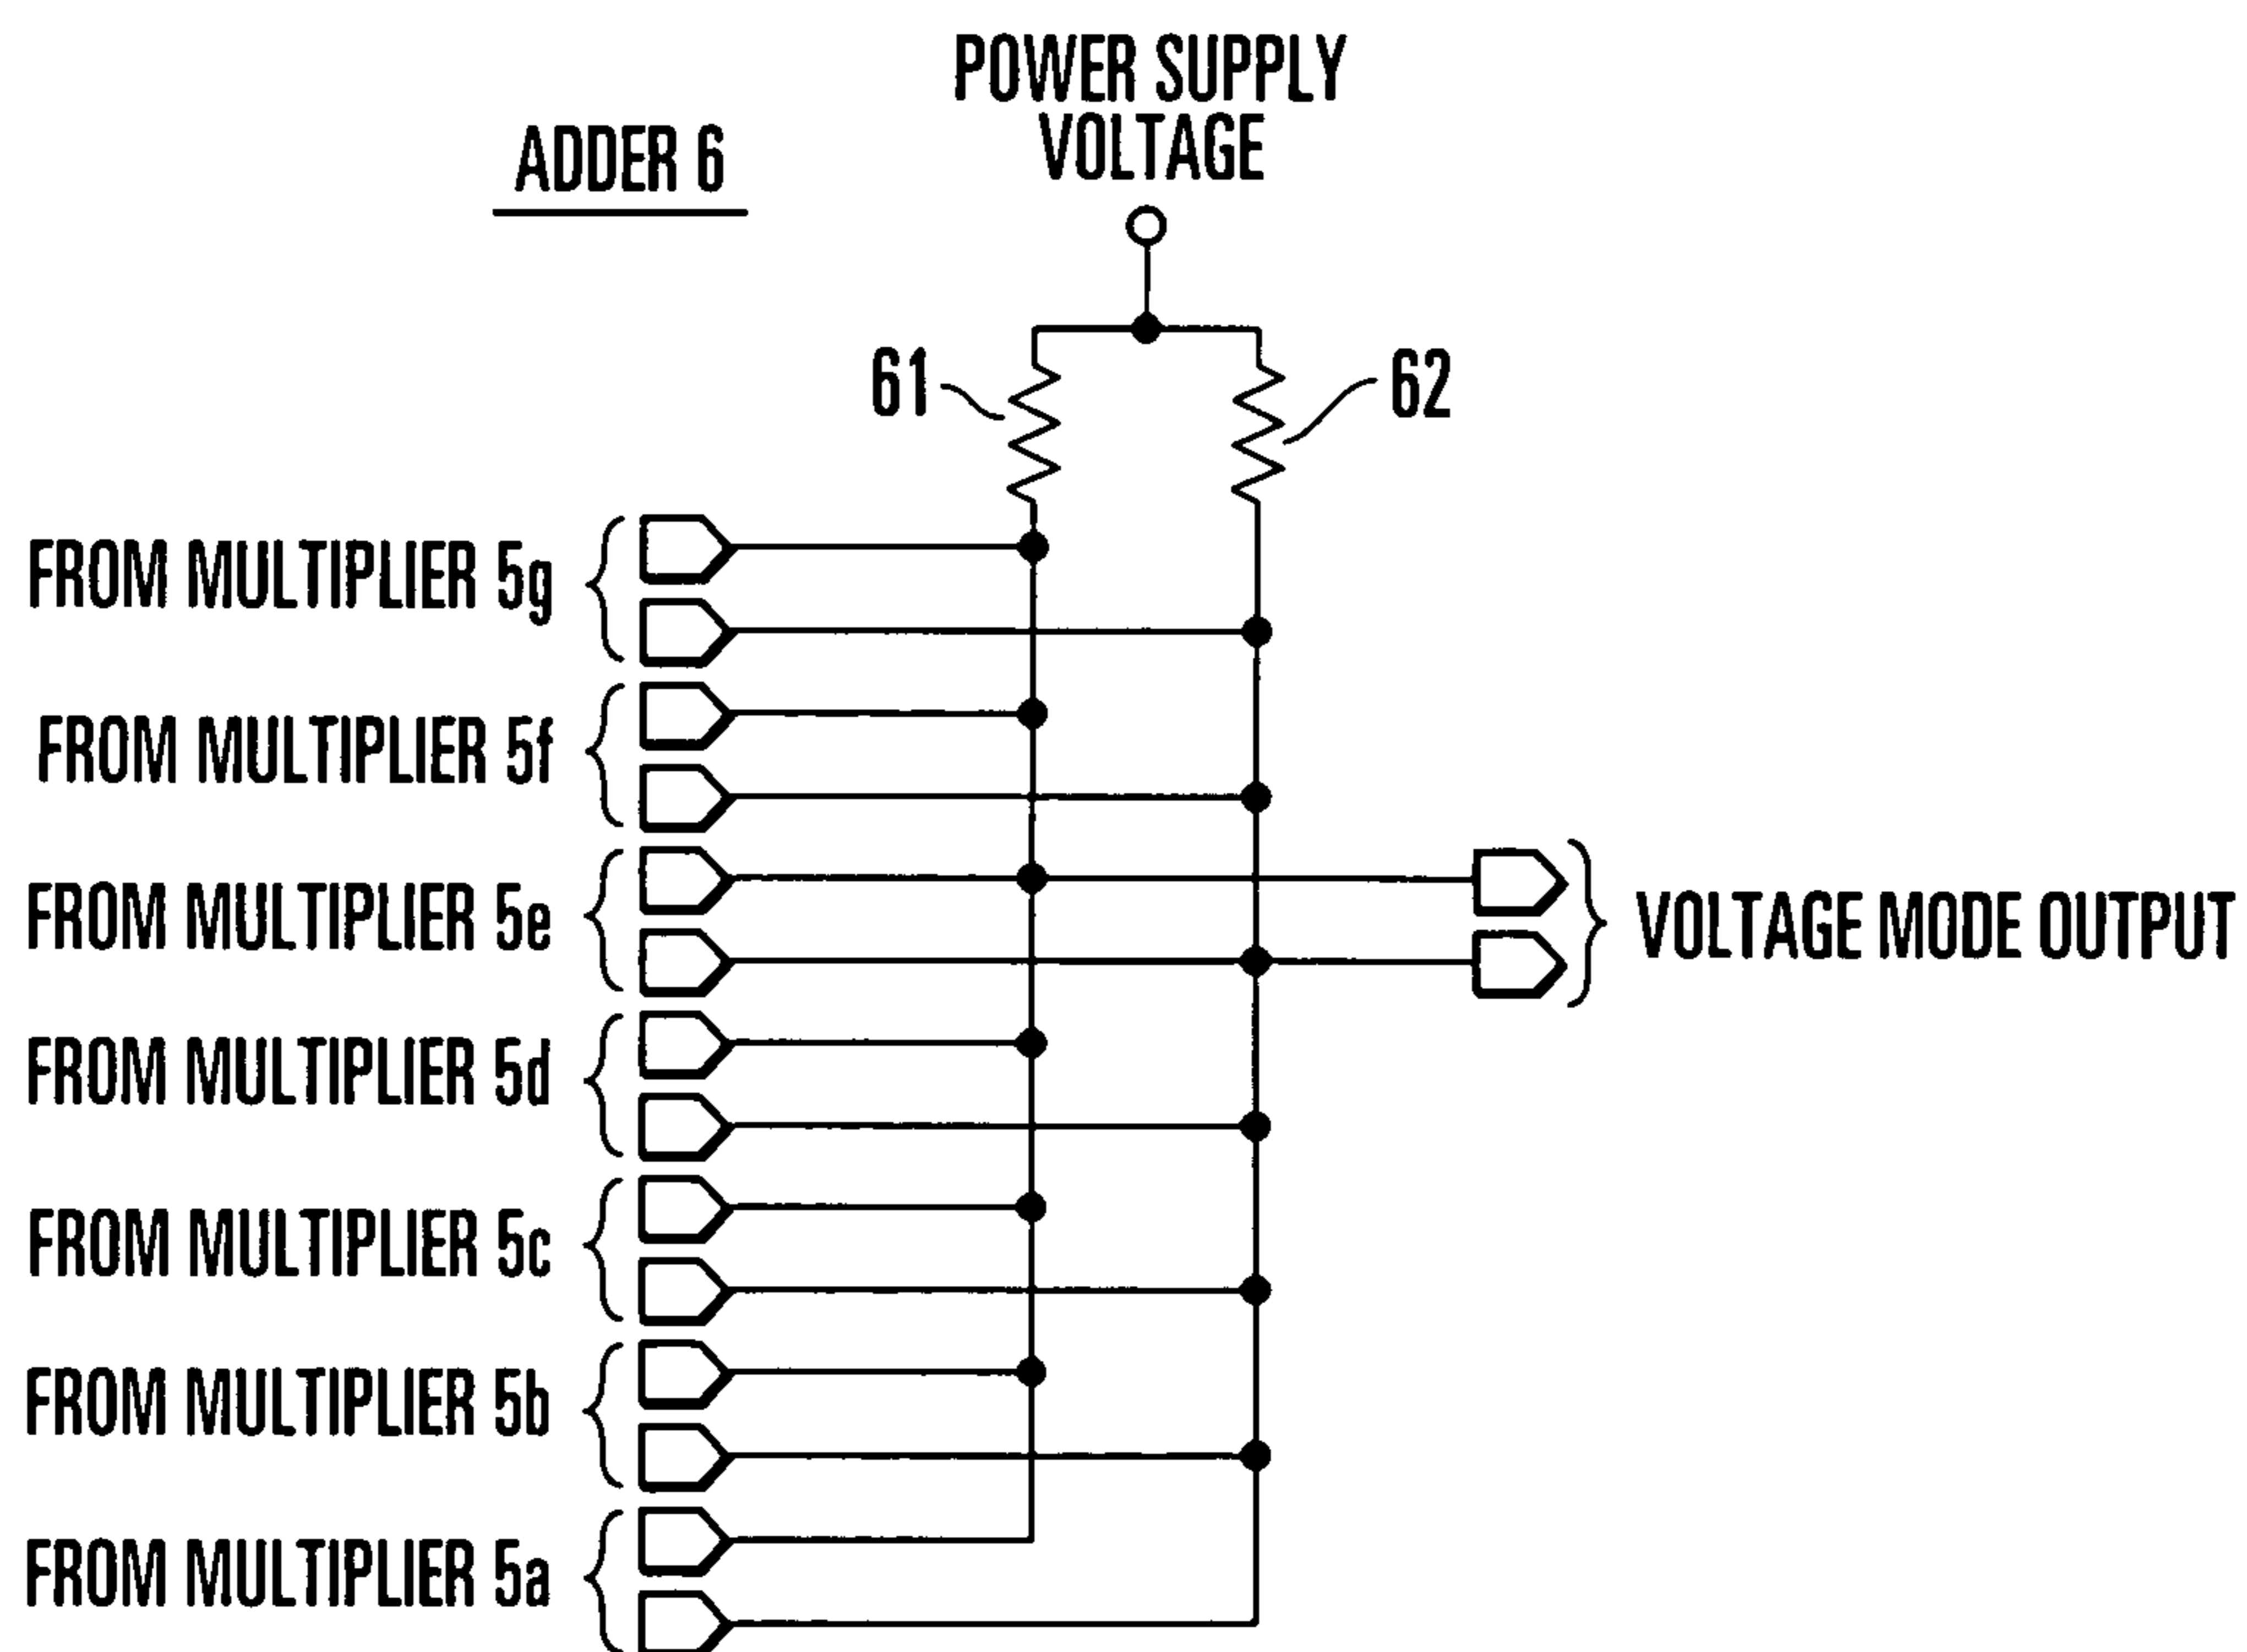 POWER SUPPLY
VOLTAGE
ADDER 6
61
62
FROM MULTIPLIER 5g
FROM MULTIPLIER 5f
FROM MULTIPLIER 5e
VOLTAGE MODE OUTPUT
FROM MULTIPLIER 5d
FROM MULTIPLIER 5c
FROM MULTIPLIER 5b
FROM MULTIPLIER 5a